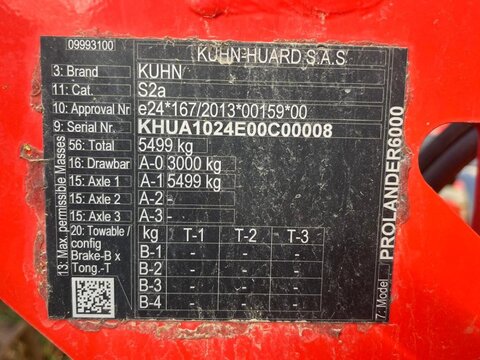 09993100 KUHN-HUARD S.A.S
3: Brand KUHN
11: Cat. S2a
10: Approval Nr e24*167/2013*00159*00
9: Serial Nr. KHUA1024E00C00008
13: Max. permissible Masses
56: Total 5499 kg
16: Drawbar A-0 3000 kg
15: Axle 1 A-1 5499 kg
15: Axle 2 A-2 -
15: Axle 3 A-3 -
20: Towable /
config
Brake-B x
Tong.-T
kg T-1 T-2 T-3
B-1 - - -
B-2 - - -
B-3 - - -
B-4 - - -
7: Model PROLANDER6000